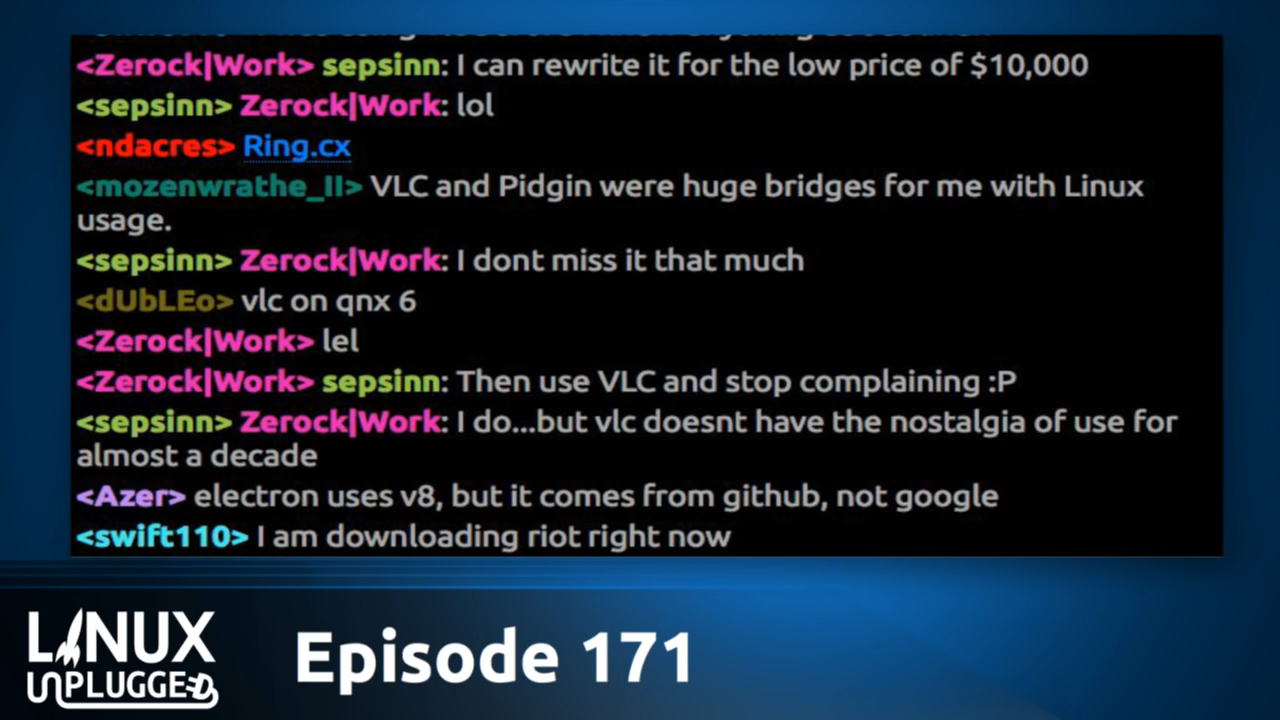 <Zerock|Work> sepsinn: I can rewrite it for the low price of $10,000
<sepsinn> Zerock|Work: lol
<ndacres> Ring.cx
<mozenwrathe_II> VLC and Pidgin were huge bridges for me with Linux
usage.
<sepsinn> Zerock|Work: I dont miss it that much
<dUbLEo> vlc on qnx 6
<Zerock|Work> lel
<Zerock|Work> sepsinn: Then use VLC and stop complaining :P
<sepsinn> Zerock|Work: I do...but vlc doesnt have the nostalgia of use for
almost a decade
<Azer> electron uses v8, but it comes from github, not google
<swift110> I am downloading riot right now
LINUX
UNPLUGGED
Episode 171